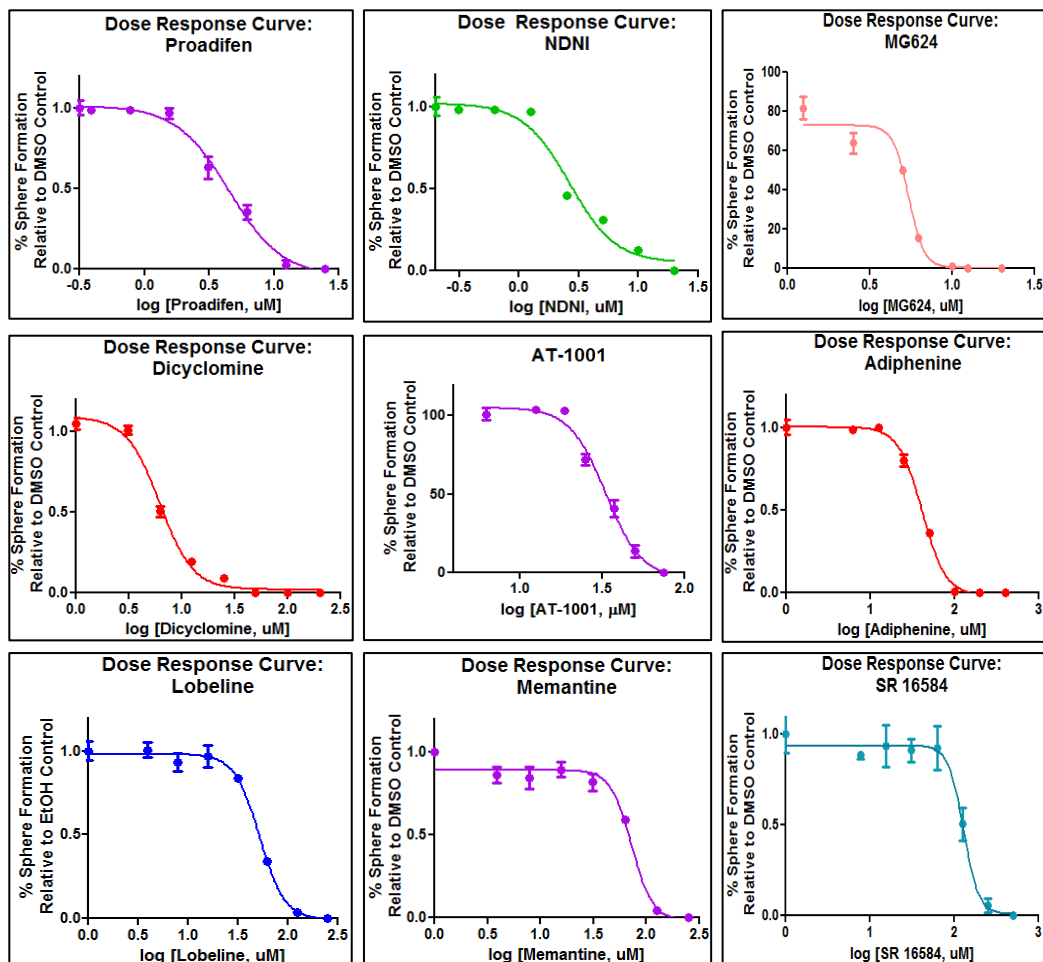 Dose Response Curve:
Proadifen
% Sphere Formation
Relative to DMSO Control
1.0
0.5
0.0
-0.5 0.0 0.5 1.0 1.5
log [Proadifen, uM]
Dose Response Curve:
NDNI
% Sphere Formation
Relative to DMSO Control
1.0
0.5
0.0
-0.5 0.0 0.5 1.0 1.5
log [NDNI, uM]
Dose Response Curve:
MG624
% Sphere Formation
Relative to DMSO Control
100
80
60
40
20
0
0.0 0.5 1.0 1.5
log [MG624, uM]
Dose Response Curve:
Dicyclomine
% Sphere Formation
Relative to DMSO Control
1.0
0.5
0.0
0.0 0.5 1.0 1.5 2.0 2.5
log [Dicyclomine, uM]
AT-1001
% Sphere Formation
Relative to DMSO Control
100
50
0
1.0 1.5 2.0
log [AT-1001, μM]
Dose Response Curve:
Adiphenine
% Sphere Formation
Relative to DMSO Control
1.0
0.5
0.0
0 1 2 3
log [Adiphenine, uM]
Dose Response Curve:
Lobeline
% Sphere Formation
Relative to EtOH Control
1.0
0.5
0.0
0.0 0.5 1.0 1.5 2.0 2.5
log [Lobeline, uM]
Dose Response Curve:
Memantine
% Sphere Formation
Relative to DMSO Control
1.0
0.5
0.0
0.0 0.5 1.0 1.5 2.0 2.5
log [Memantine, uM]
Dose Response Curve:
SR 16584
% Sphere Formation
Relative to DMSO Control
1.0
0.5
0.0
0 1 2 3
log [SR 16584, uM]